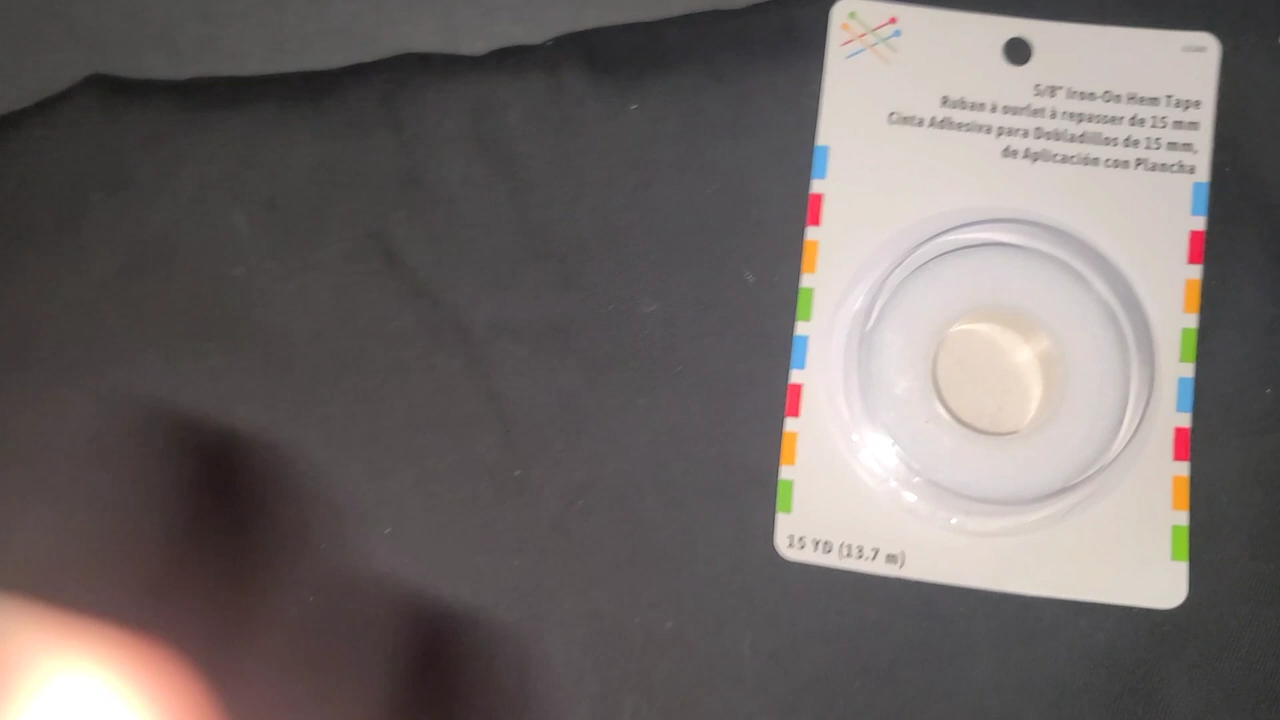 5/8" Iron-On Hem Tape
Ruban à ourlet à repasser de 15 mm
Cinta Adhesiva para Dobladillos de 15 mm,
de Aplicación con Plancha
15 YD (13.7 m)